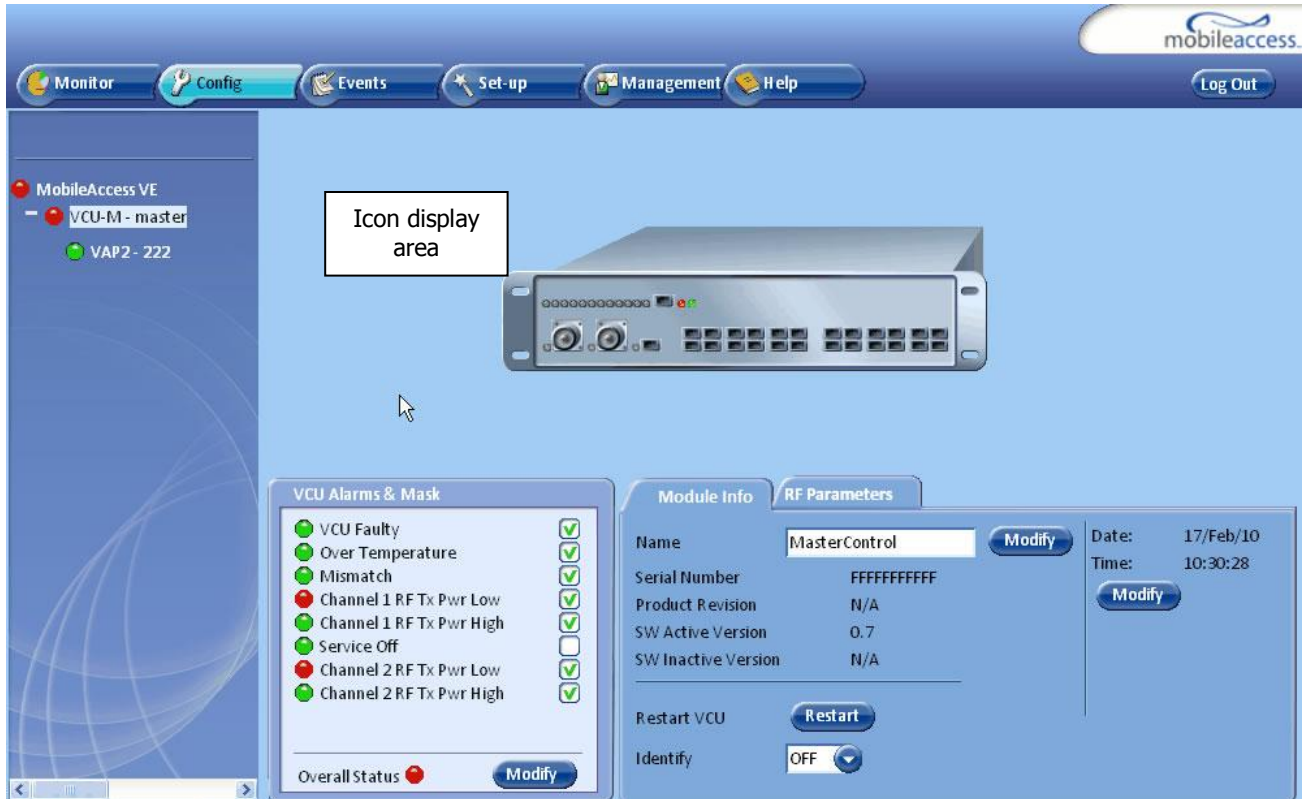 mobileaccess
Monitor
Config
Events
Set-up
Management
Help
Log Out
MobileAccess VE
VCU-M - master
VAP2 - 222
Icon display
area
VCU Alarms & Mask
VCU Faulty
Over Temperature
Mismatch
Channel 1 RF Tx Pwr Low
Channel 1 RF Tx Pwr High
Service Off
Channel 2 RF Tx Pwr Low
Channel 2 RF Tx Pwr High
Overall Status
Modify
Module Info
RF Parameters
Name
MasterControl
Modify
Serial Number
FFFFFFFFFFF
Product Revision
N/A
SW Active Version
0.7
SW Inactive Version
N/A
Restart VCU
Restart
Identify
OFF
Date:
17/Feb/10
Time:
10:30:28
Modify